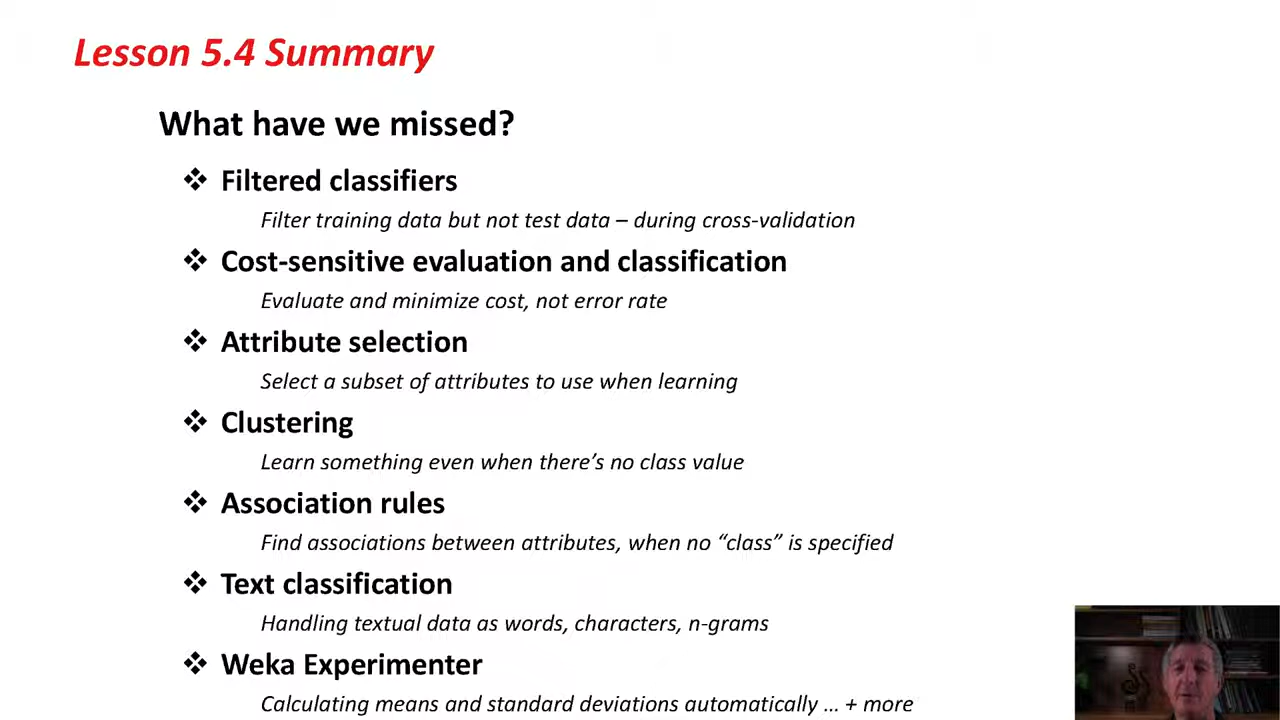 Lesson 5.4 Summary
What have we missed?
❖ Filtered classifiers
Filter training data but not test data – during cross-validation
❖ Cost-sensitive evaluation and classification
Evaluate and minimize cost, not error rate
❖ Attribute selection
Select a subset of attributes to use when learning
❖ Clustering
Learn something even when there’s no class value
❖ Association rules
Find associations between attributes, when no “class” is specified
❖ Text classification
Handling textual data as words, characters, n-grams
❖ Weka Experimenter
Calculating means and standard deviations automatically … + more